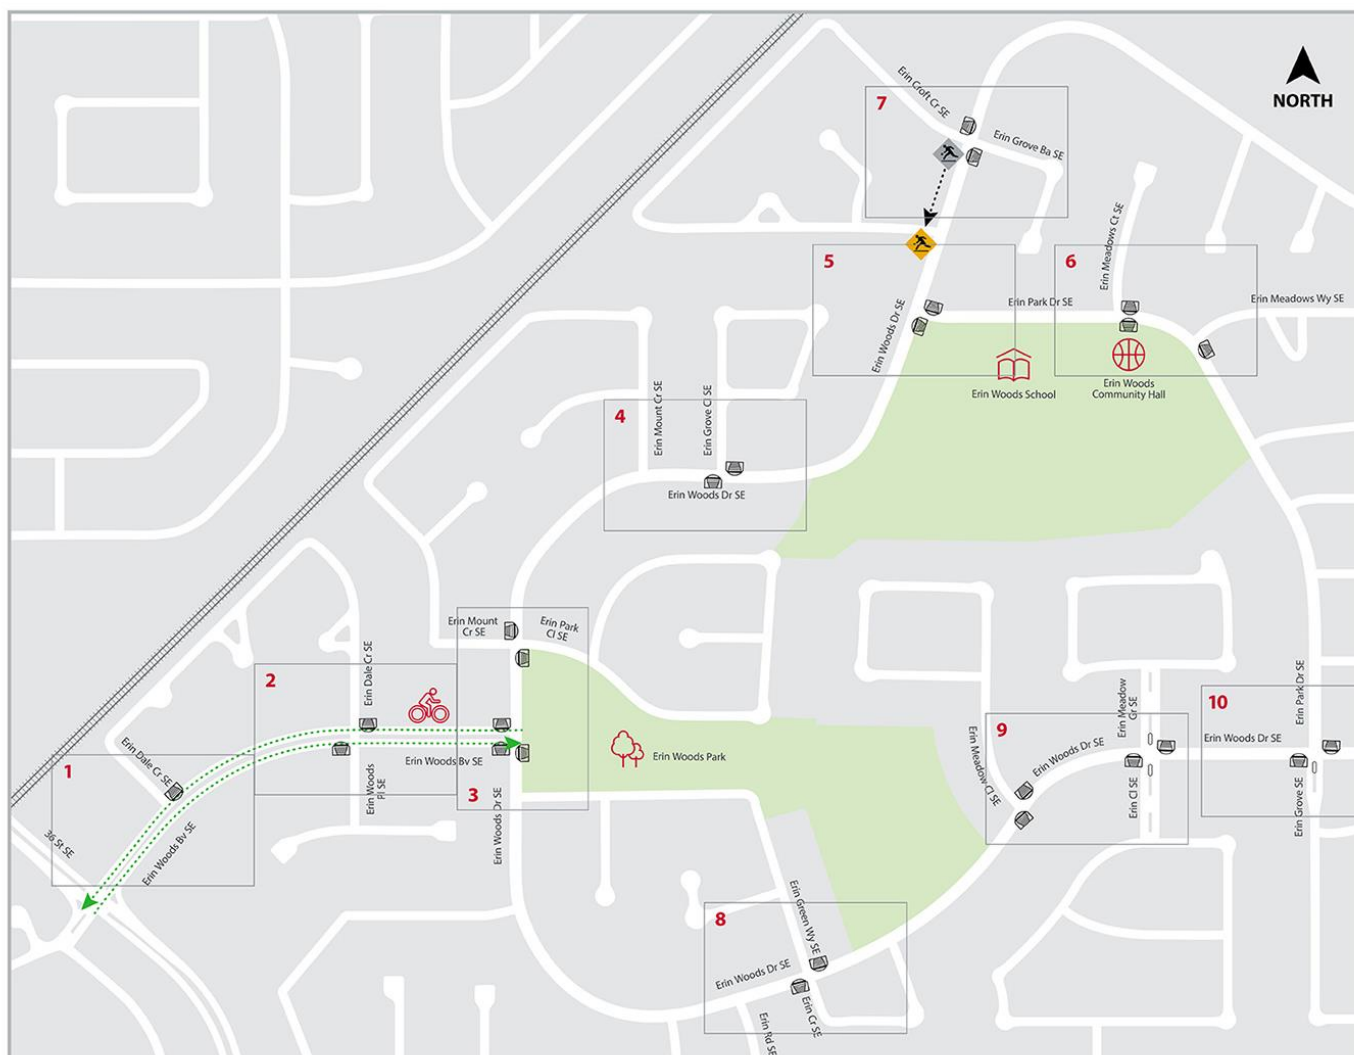 NORTH
7
Erin Croft Cr SE
Erin Grove Ba SE
5
Erin Woods Dr SE
Erin Park Dr SE
6
Erin Meadows Ct SE
Erin Meadows Wy SE
Erin Woods School
Erin Woods
Community Hall
4
Erin Mount Cr SE
Erin Grove Cl SE
Erin Woods Dr SE
Erin Mount
Cr SE
Erin Park
Cl SE
2
Erin Dale Cr SE
Erin Woods
Pl SE
Erin Woods Bv SE
3
Erin Woods Dr SE
Erin Woods Park
1
Erin Dale Cr SE
36 St SE
Erin Woods Bv SE
9
Erin Meadow Cl SE
Erin Woods Dr SE
Erin Meadow
Gr SE
Erin Cl SE
10
Erin Park Dr SE
Erin Woods Dr SE
Erin Grove SE
8
Erin Green Wy SE
Erin Woods Dr SE
Erin Cr SE
Erin Rd SE